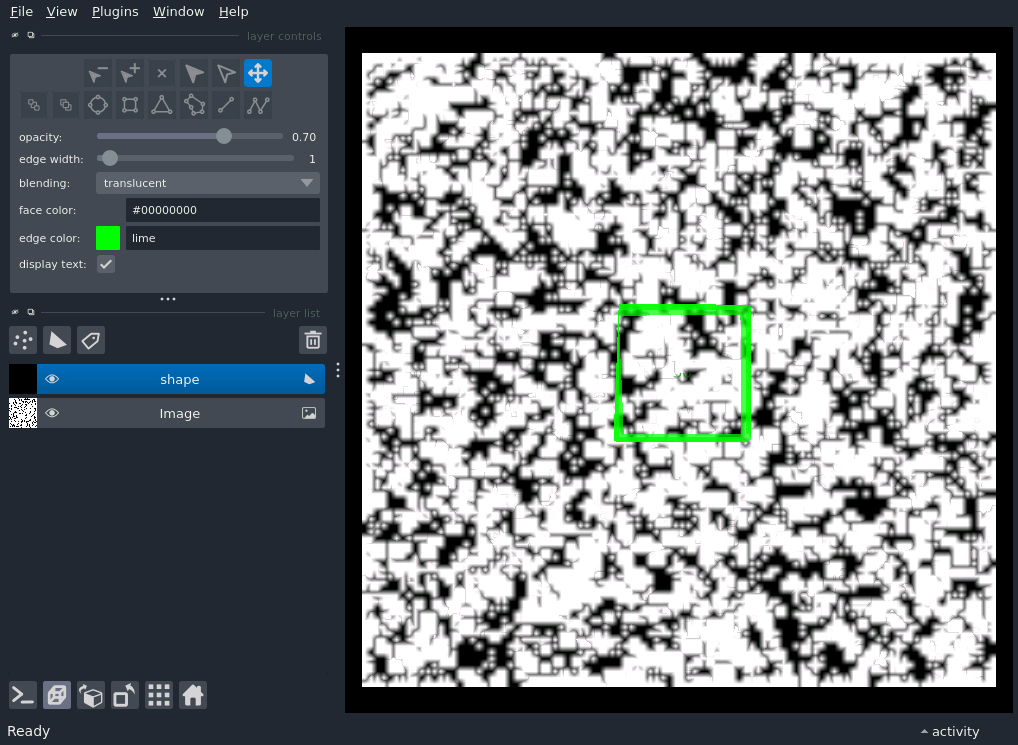 File View Plugins Window Help
layer controls
opacity: 0.70
edge width: 1
blending: translucent
face color: #00000000
edge color: lime
display text:
layer list
shape
Image
Ready
activity